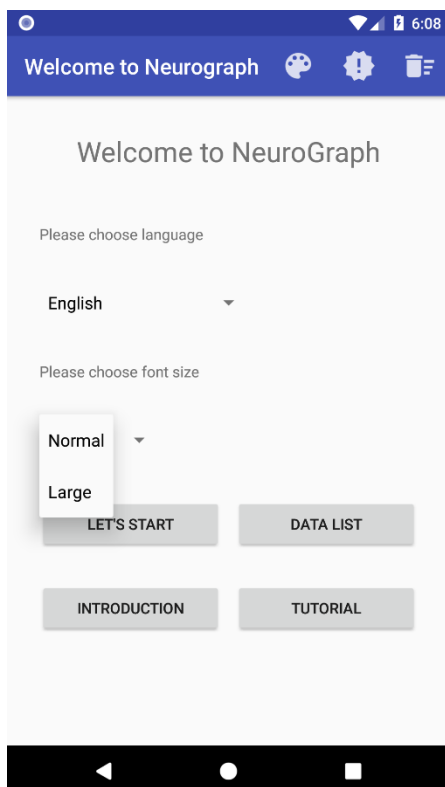 6:08
Welcome to Neurograph
Welcome to NeuroGraph
Please choose language
English
Please choose font size
Normal
Large
LET'S START
DATA LIST
INTRODUCTION
TUTORIAL